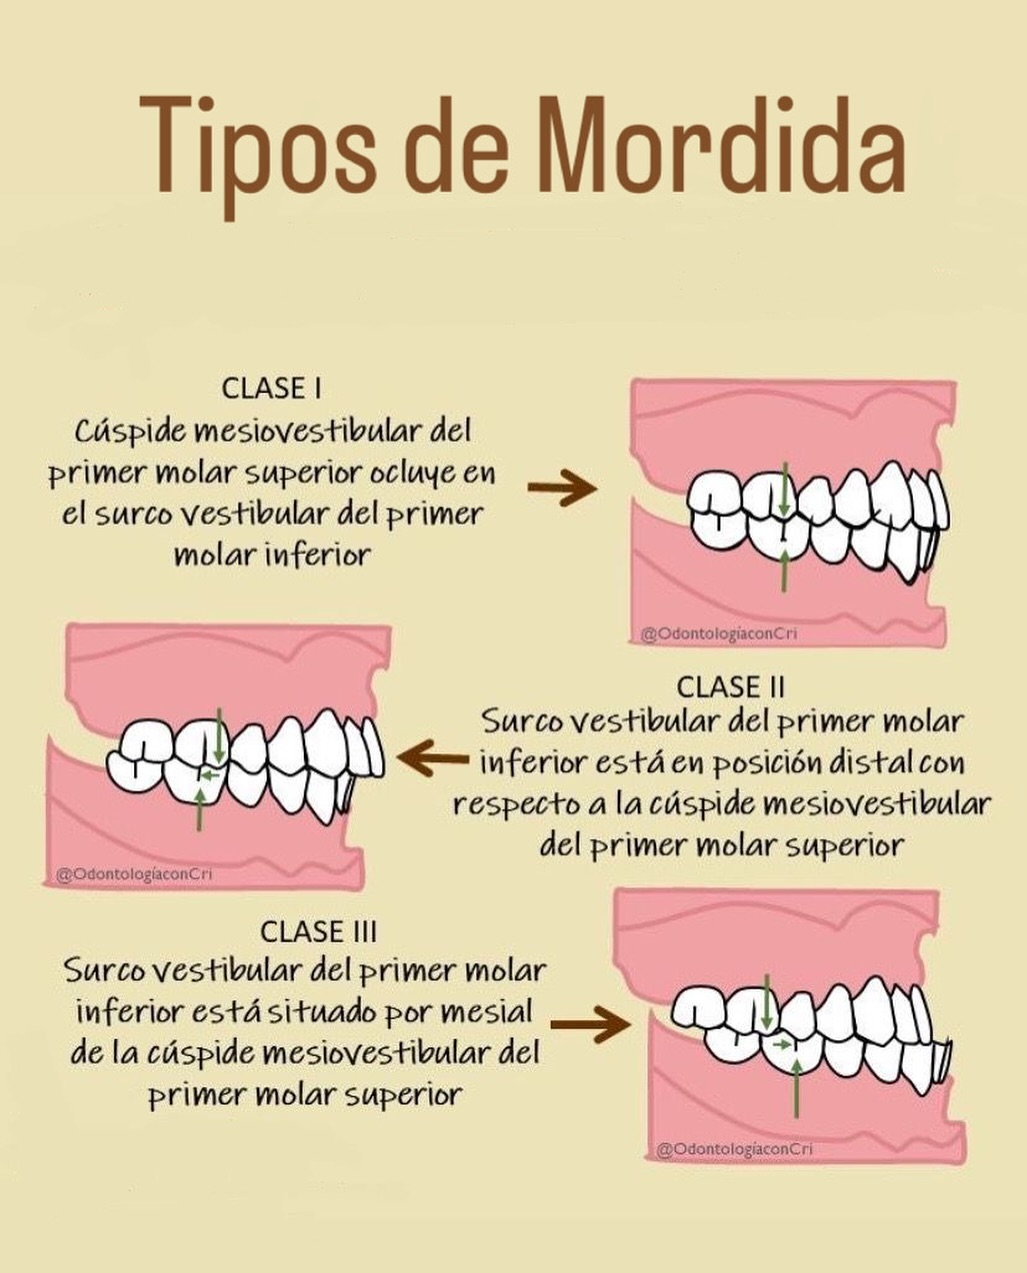 Tipos de Mordida
CLASE I
Cúspide mesiovestibular del
primer molar superior ocluye en
el surco vestibular del primer
molar inferior
@OdontologíaconCri
CLASE II
Surco vestibular del primer molar
inferior está en posición distal con
respecto a la cúspide mesiovestibular
del primer molar superior
@OdontologíaconCri
CLASE III
Surco vestibular del primer molar
inferior está situado por mesial
de la cúspide mesiovestibular del
primer molar superior
@OdontologíaconCri